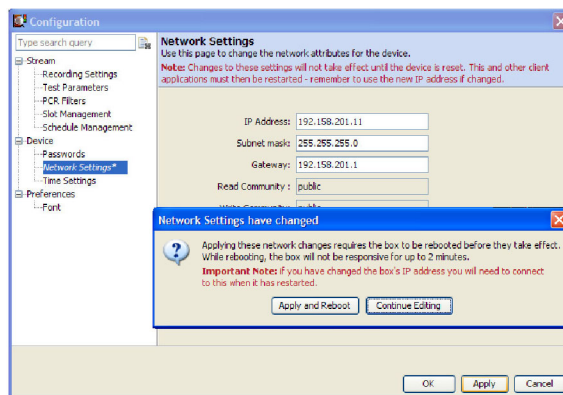 Configuration
Type search query
Stream
Recording Settings
Test Parameters
PCR Filters
Slot Management
Schedule Management
Device
Passwords
Network Settings*
Time Settings
Preferences
Font
Network Settings
Use this page to change the network attributes for the device.
Note: Changes to these settings will not take effect until the device is reset. This and other client
applications must then be restarted - remember to use the new IP address if changed.
IP Address: 192.158.201.11
Subnet mask: 255.255.255.0
Gateway: 192.158.201.1
Read Community : public
Network Settings have changed
Applying these network changes requires the box to be rebooted before they take effect.
While rebooting, the box will not be responsive for up to 2 minutes.
Important Note: if you have changed the box's IP address you will need to connect
to this when it has restarted.
Apply and Reboot Continue Editing
OK Apply Cancel